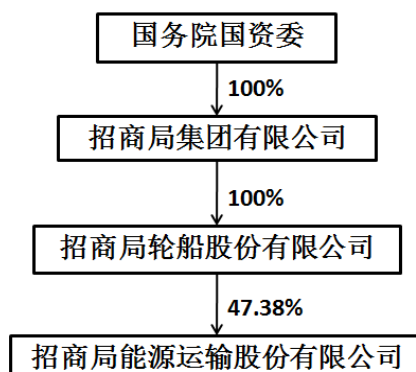 国务院国资委
100%
招商局集团有限公司
100%
招商局轮船股份有限公司
47.38%
招商局能源运输股份有限公司